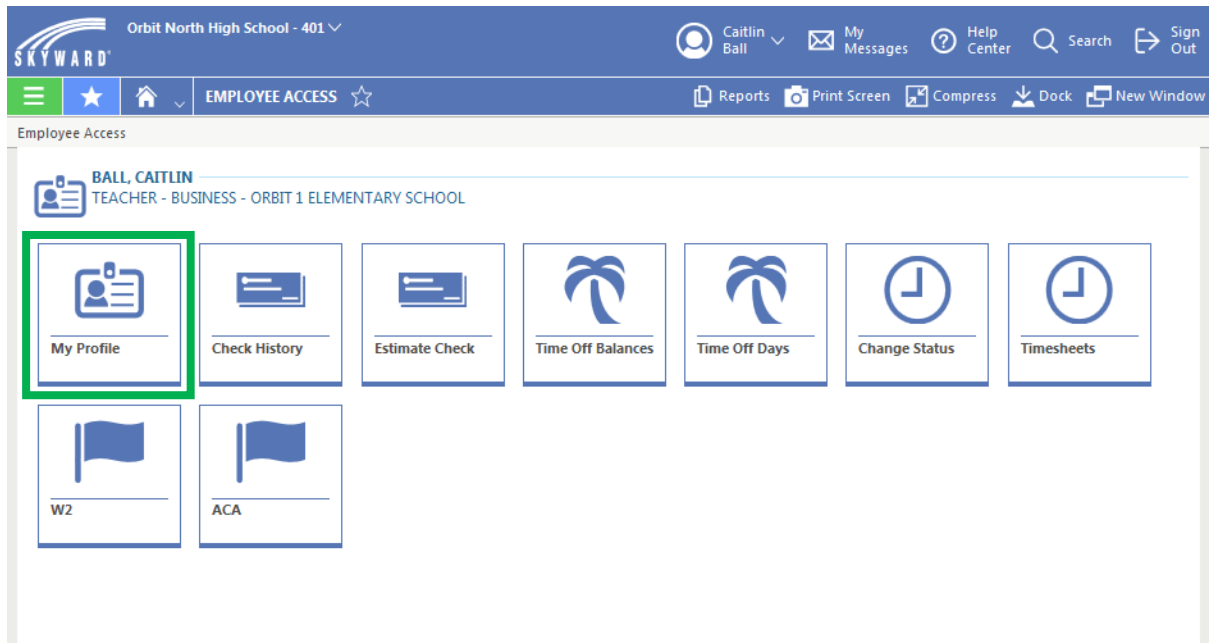 Orbit North High School - 401
SKYWARD
Caitlin
Ball
My
Messages
Help
Center
Search
Sign
Out
EMPLOYEE ACCESS
Reports
Print Screen
Compress
Dock
New Window
Employee Access
BALL, CAITLIN
TEACHER - BUSINESS - ORBIT 1 ELEMENTARY SCHOOL
My Profile
Check History
Estimate Check
Time Off Balances
Time Off Days
Change Status
Timesheets
W2
ACA